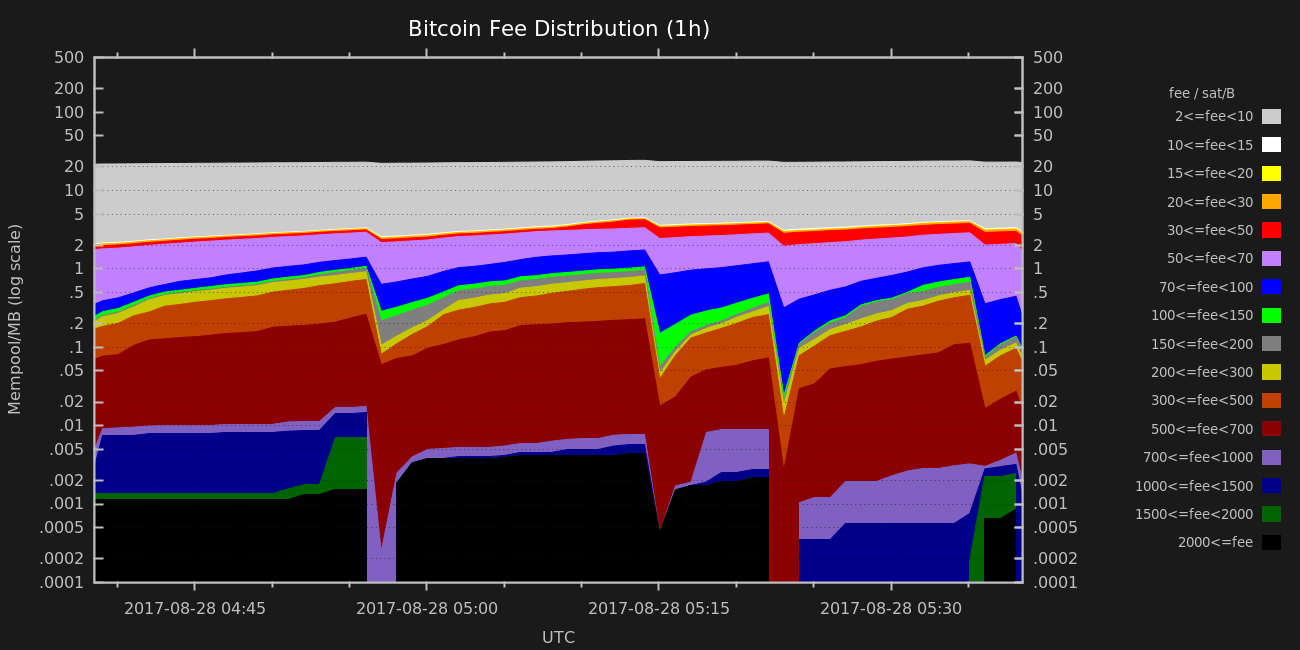 Bitcoin Fee Distribution (1h)
500
200
100
50
20
10
5
2
1
.5
.2
.1
.05
.02
.01
.005
.002
.001
.0005
.0002
.0001
Mempool/MB (log scale)
2017-08-28 04:45
2017-08-28 05:00
2017-08-28 05:15
2017-08-28 05:30
UTC
500
200
100
50
20
10
5
2
1
.5
.2
.1
.05
.02
.01
.005
.002
.001
.0005
.0002
.0001
fee / sat/B
2<=fee<10
10<=fee<15
15<=fee<20
20<=fee<30
30<=fee<50
50<=fee<70
70<=fee<100
100<=fee<150
150<=fee<200
200<=fee<300
300<=fee<500
500<=fee<700
700<=fee<1000
1000<=fee<1500
1500<=fee<2000
2000<=fee